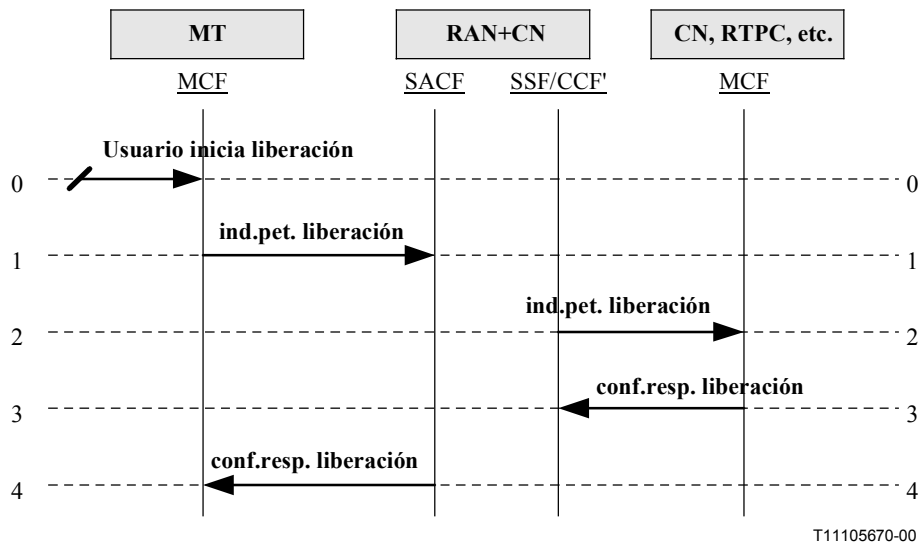 MT RAN+CN CN, RTPC, etc.
MCF SACF SSF/CCF' MCF
Usuario inicia liberación
0 0
ind.pet. liberación
1 1
ind.pet. liberación
2 2
conf.resp. liberación
3 3
conf.resp. liberación
4 4
T11105670-00